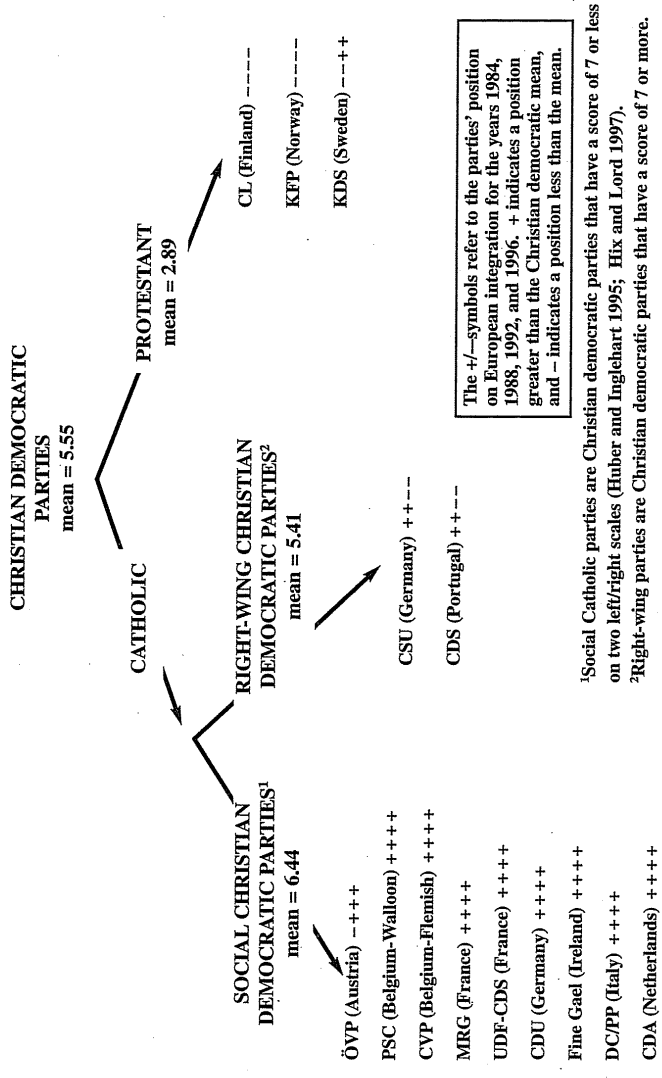 CHRISTIAN DEMOCRATIC
PARTIES
mean = 5.55
CATHOLIC
PROTESTANT
mean = 2.89
SOCIAL CHRISTIAN
DEMOCRATIC PARTIES¹
mean = 6.44
RIGHT-WING CHRISTIAN
DEMOCRATIC PARTIES²
mean = 5.41
ÖVP (Austria) −+++
PSC (Belgium-Walloon) ++++
CVP (Belgium-Flemish) ++++
MRG (France) ++++
UDF-CDS (France) ++++
CDU (Germany) ++++
Fine Gael (Ireland) ++++
DC/PP (Italy) ++++
CDA (Netherlands) ++++
CSU (Germany) ++−−
CDS (Portugal) ++−−
CL (Finland) −−−−
KFP (Norway) −−−−
KDS (Sweden) −−++
The +/—symbols refer to the parties' position
on European integration for the years 1984,
1988, 1992, and 1996. + indicates a position
greater than the Christian democratic mean,
and − indicates a position less than the mean.
¹Social Catholic parties are Christian democratic parties that have a score of 7 or less
on two left/right scales (Huber and Inglehart 1995; Hix and Lord 1997).
²Right-wing parties are Christian democratic parties that have a score of 7 or more.